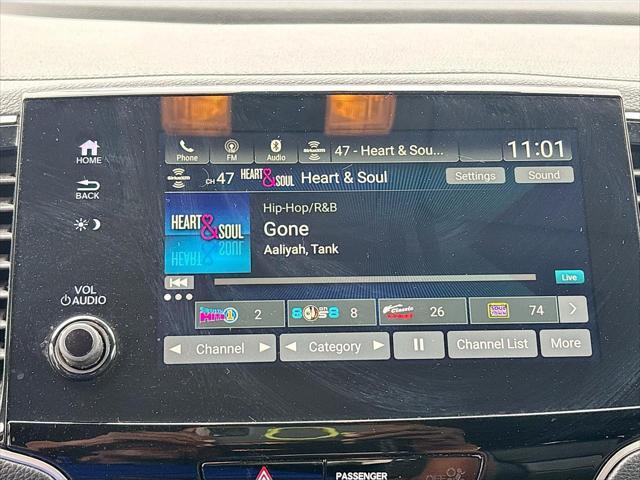 HOME
BACK
VOL
AUDIO
Phone
FM
Audio
47 - Heart & Sou...
11:01
CH 47
HEART & SOUL
Heart & Soul
Settings
Sound
HEART & SOUL
Hip-Hop/R&B
Gone
Aaliyah, Tank
Live
2
8
26
74
Channel
Category
Channel List
More
PASSENGER